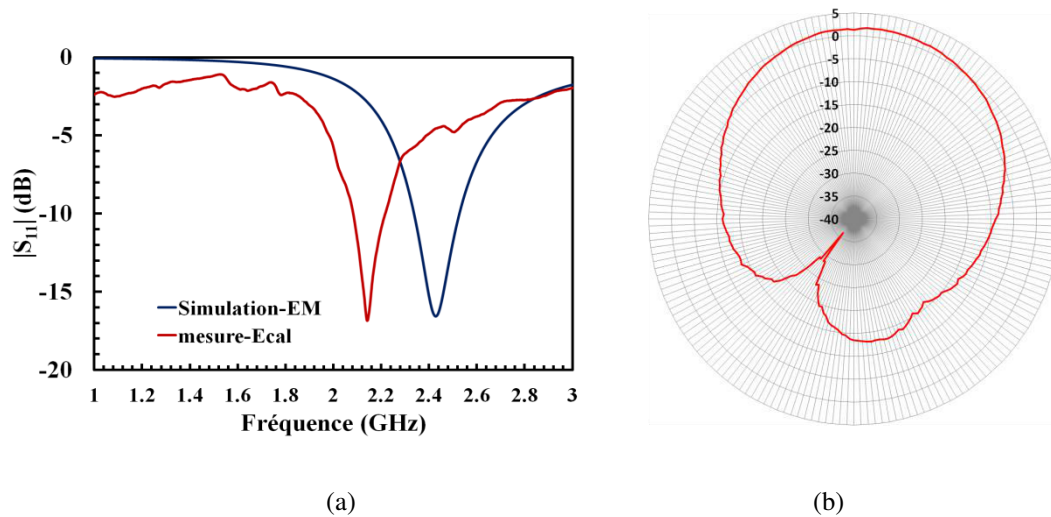 0
-5
-10
-15
-20
|S11| (dB)
Simulation-EM
mesure-Ecal
1 1.2 1.4 1.6 1.8 2 2.2 2.4 2.6 2.8 3
Fréquence (GHz)
5
0
-5
-10
-15
-20
-25
-30
-35
-40
(a) (b)